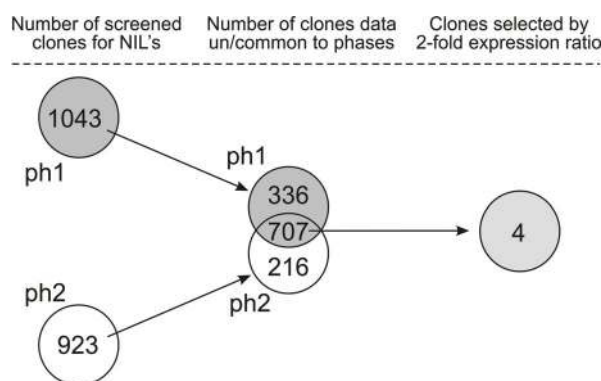 Number of screened
clones for NIL's
Number of clones data
un/common to phases
Clones selected by
2-fold expression ratio
1043
ph1
ph1
336
707
216
ph2
4
ph2
923